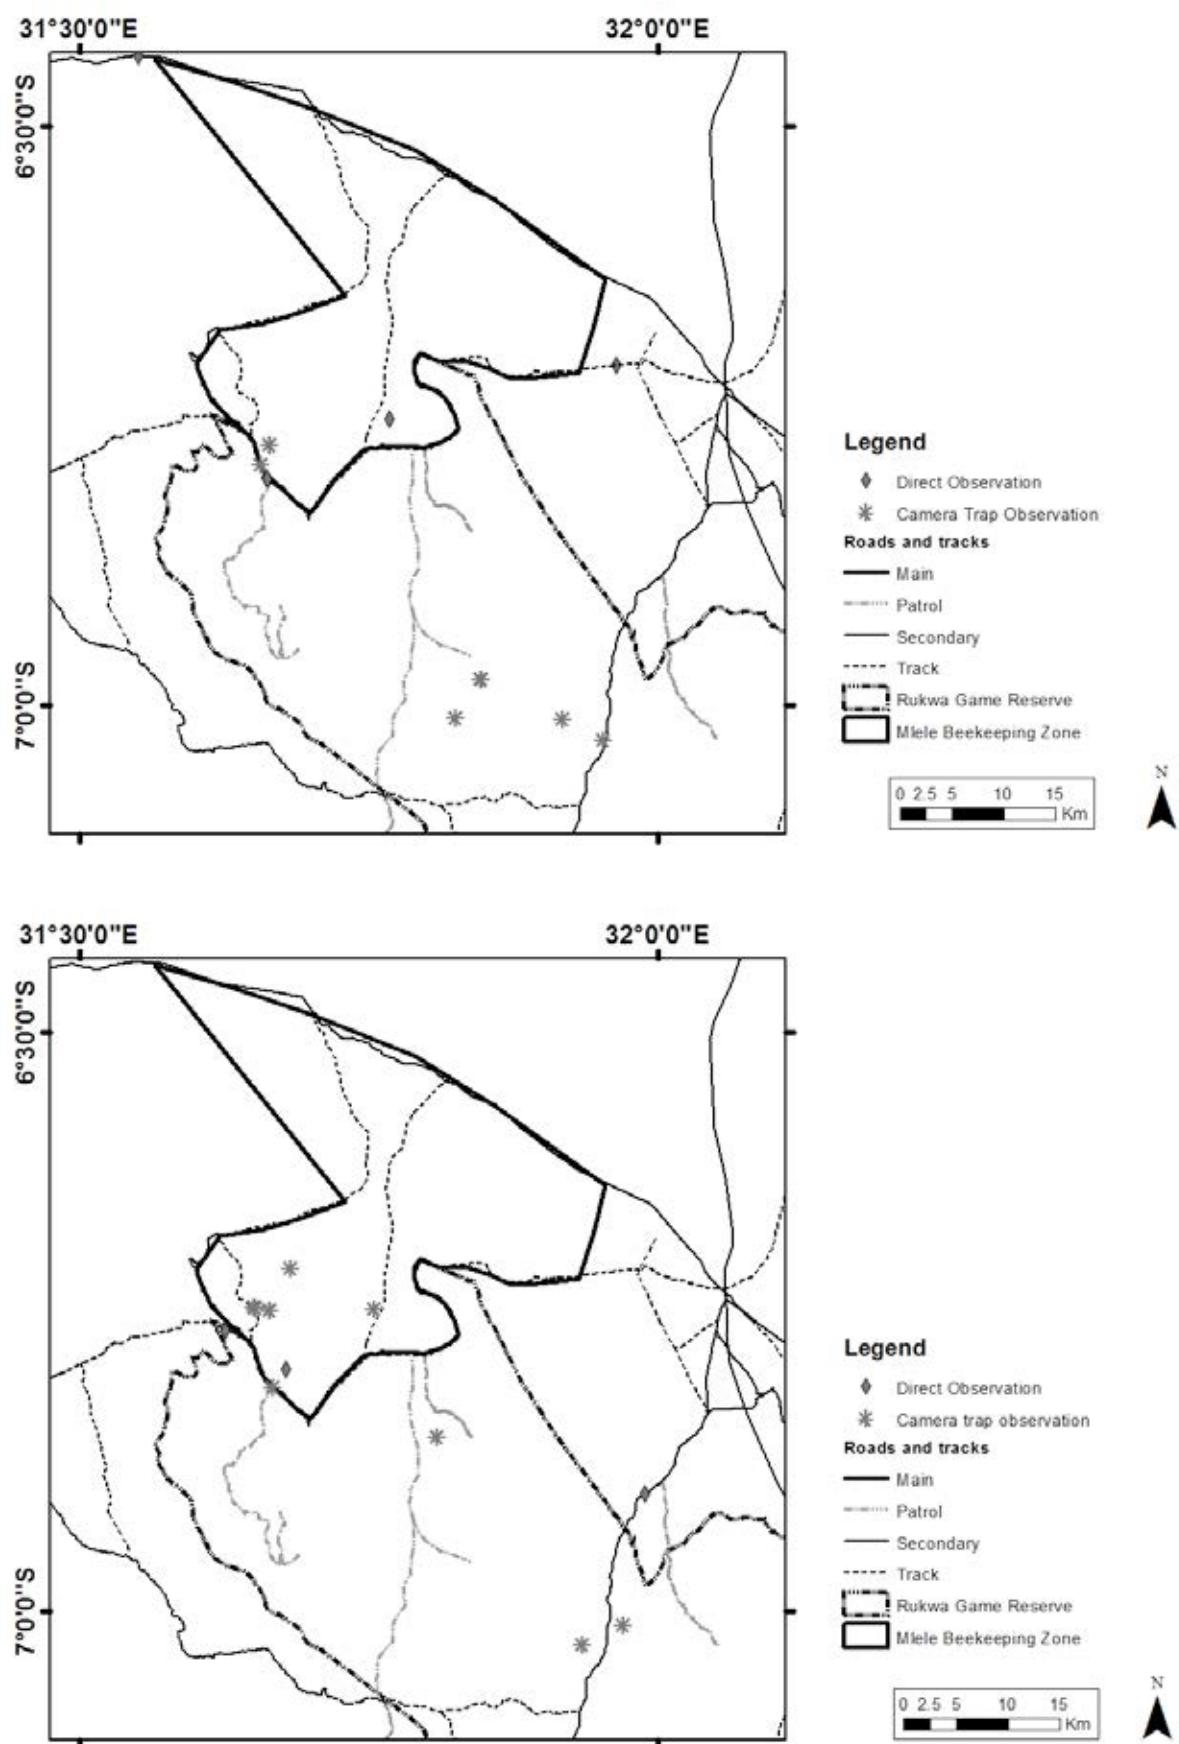 31°30'0"E 32°0'0"E
6°30'0"S
7°0'0"S
Legend
Direct Observation
Camera Trap Observation
Roads and tracks
Main
Patrol
Secondary
Track
Rukwa Game Reserve
Mlele Beekeeping Zone
0 2.5 5 10 15
Km
N
31°30'0"E 32°0'0"E
6°30'0"S
7°0'0"S
Legend
Direct Observation
Camera trap observation
Roads and tracks
Main
Patrol
Secondary
Track
Rukwa Game Reserve
Mlele Beekeeping Zone
0 2.5 5 10 15
Km
N